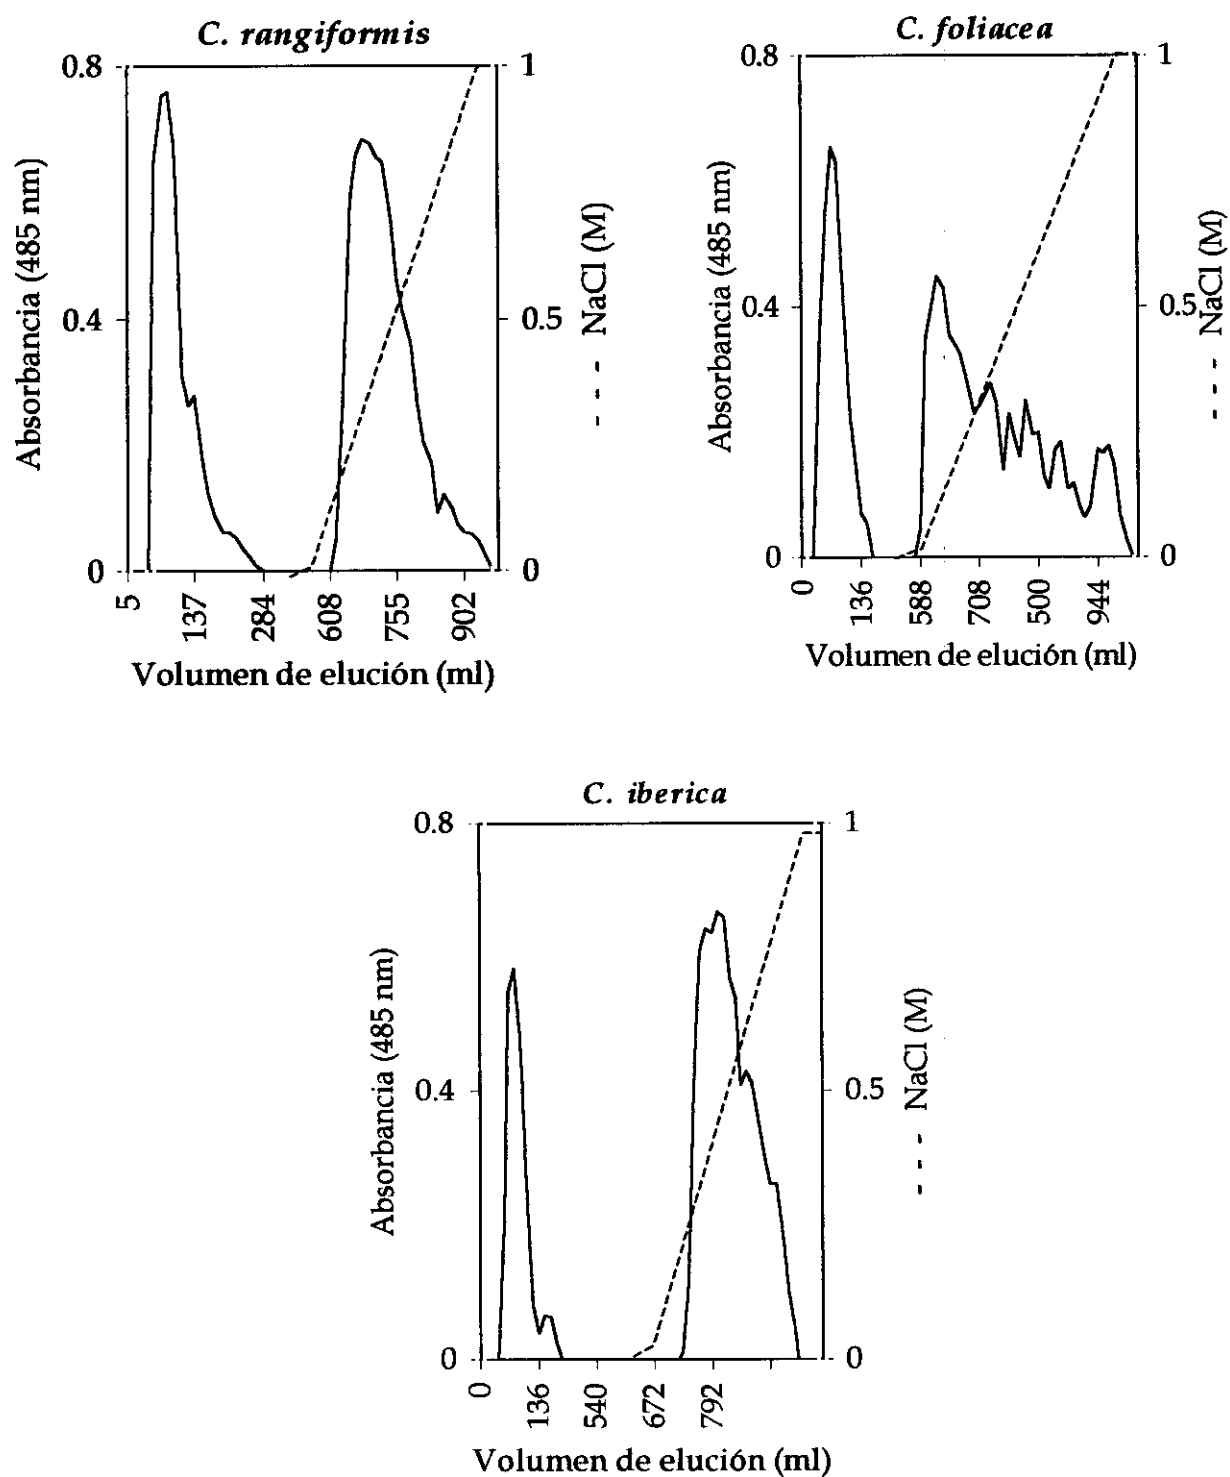 C. rangiformis
0.8
0.4
0
1
0.5
0
Absorbancia (485 nm)
- - - NaCl (M)
5
137
284
608
755
902
Volumen de elución (ml)
C. foliacea
0.8
0.4
0
1
0.5
0
Absorbancia (485 nm)
- - - NaCl (M)
0
136
588
708
500
944
Volumen de elución (ml)
C. iberica
0.8
0.4
0
1
0.5
0
Absorbancia (485 nm)
- - - NaCl (M)
0
136
540
672
792
Volumen de elución (ml)